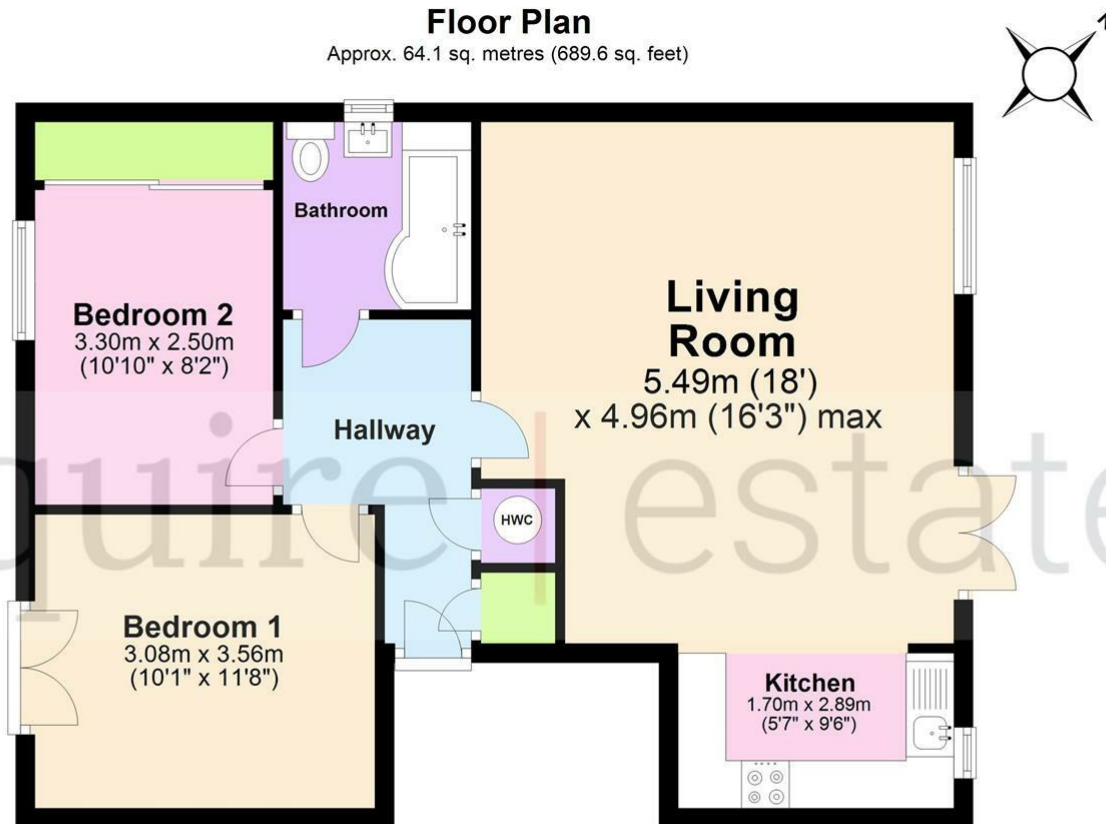 Floor Plan
Approx. 64.1 sq. metres (689.6 sq. feet)
Bathroom
Bedroom 2
3.30m x 2.50m
(10'10" x 8'2")
Living
Room
5.49m (18')
x 4.96m (16'3") max
Hallway
quire | estate
HWC
Bedroom 1
3.08m x 3.56m
(10'1" x 11'8")
Kitchen
1.70m x 2.89m
(5'7" x 9'6")